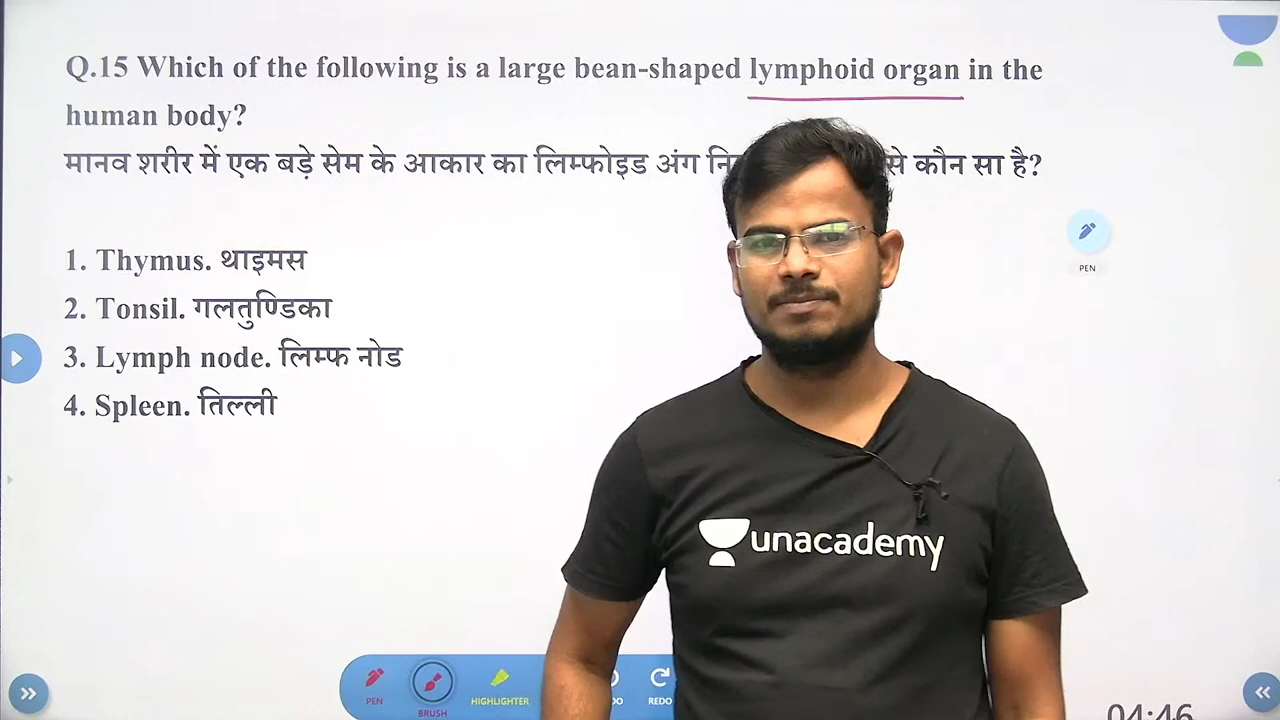 Q.15 Which of the following is a large bean-shaped lymphoid organ in the
human body?
मानव शरीर में एक बड़े सेम के आकार का लिम्फोइड अंग से कौन सा है?
1. Thymus. थाइमस
2. Tonsil. गलतुण्डिका
3. Lymph node. लिम्फ नोड
4. Spleen. तिल्ली
PEN
unacademy
PEN
BRUSH
HIGHLIGHTER
REDO
04:46